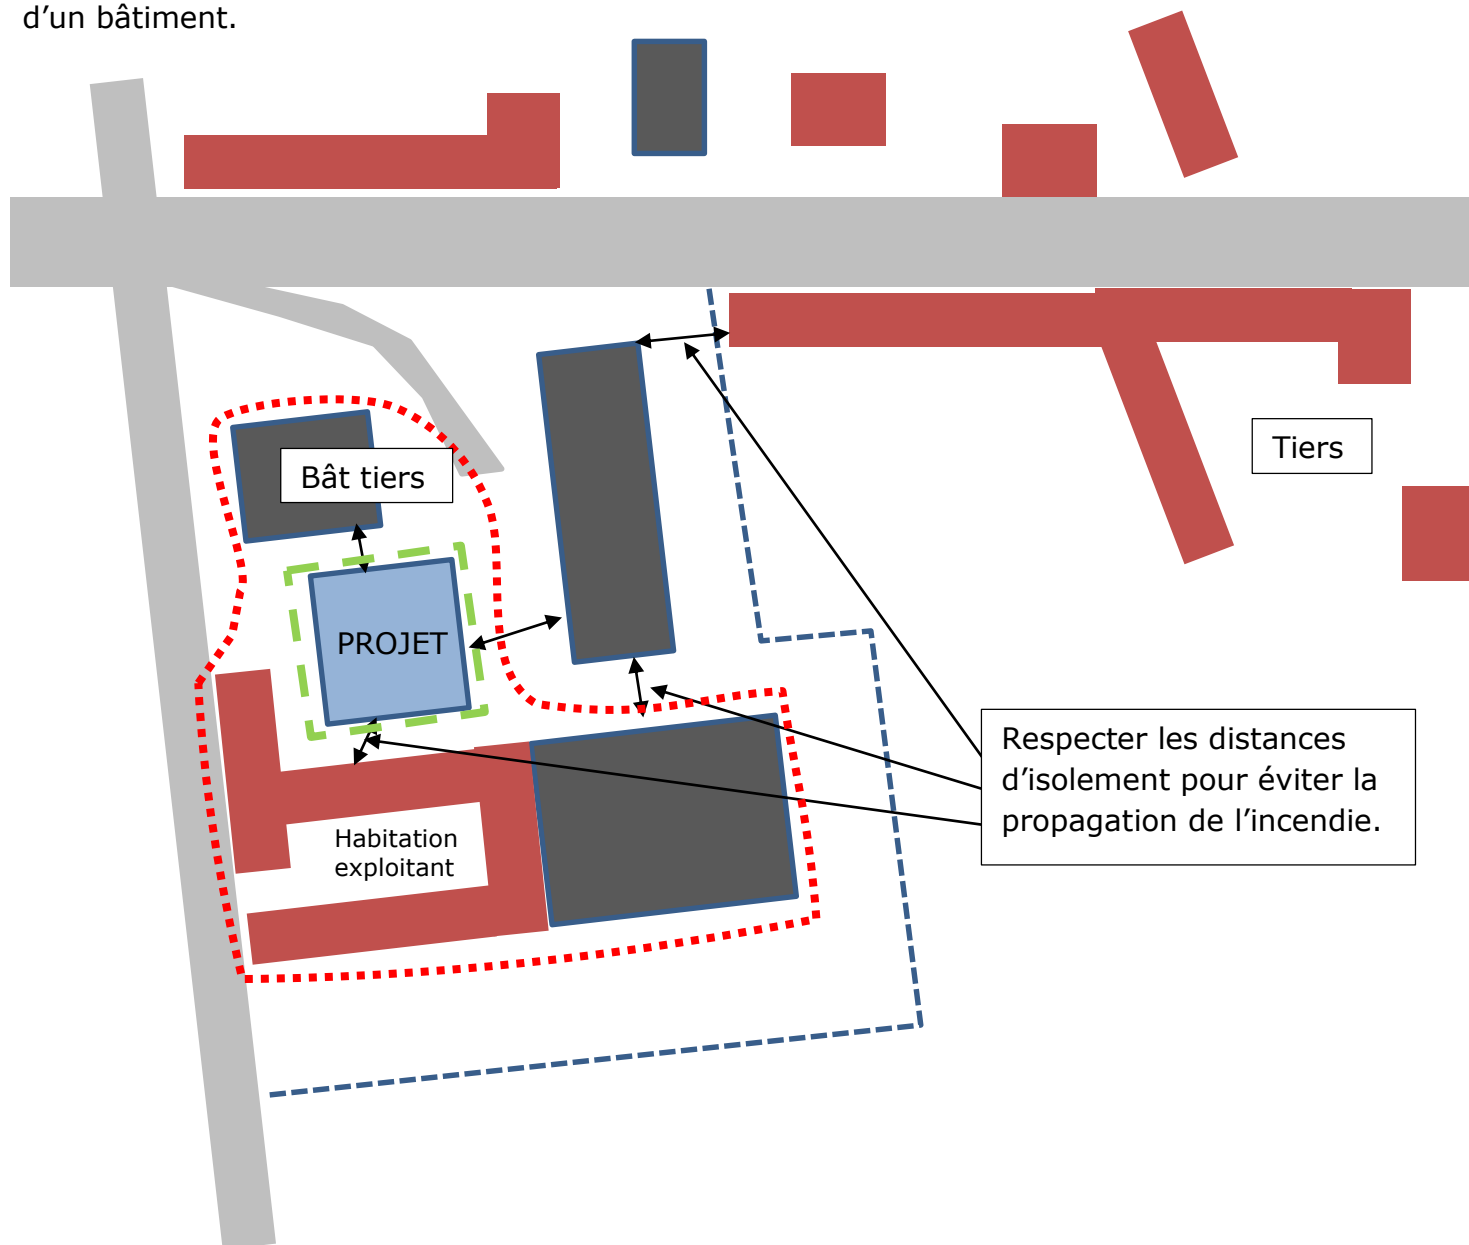 d’un bâtiment.
Tiers
Bât tiers
PROJET
Respecter les distances
d’isolement pour éviter la
propagation de l’incendie.
Habitation
exploitant